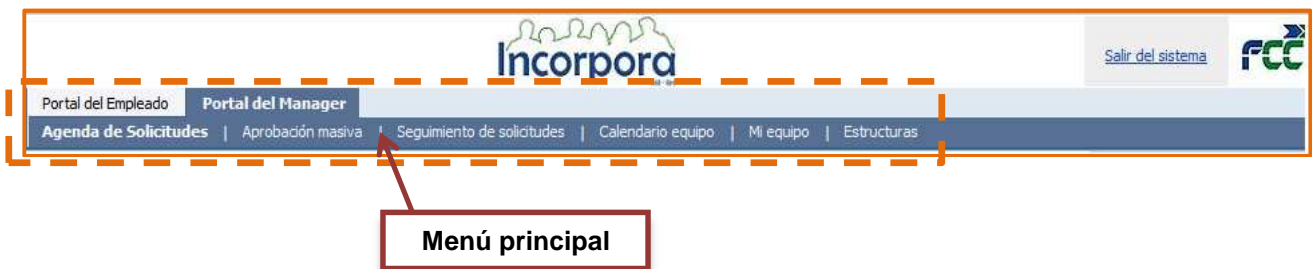 Incorpora
Salir del sistema
FCC
Portal del Empleado Portal del Manager
Agenda de Solicitudes | Aprobación masiva | Seguimiento de solicitudes | Calendario equipo | Mi equipo | Estructuras
Menú principal